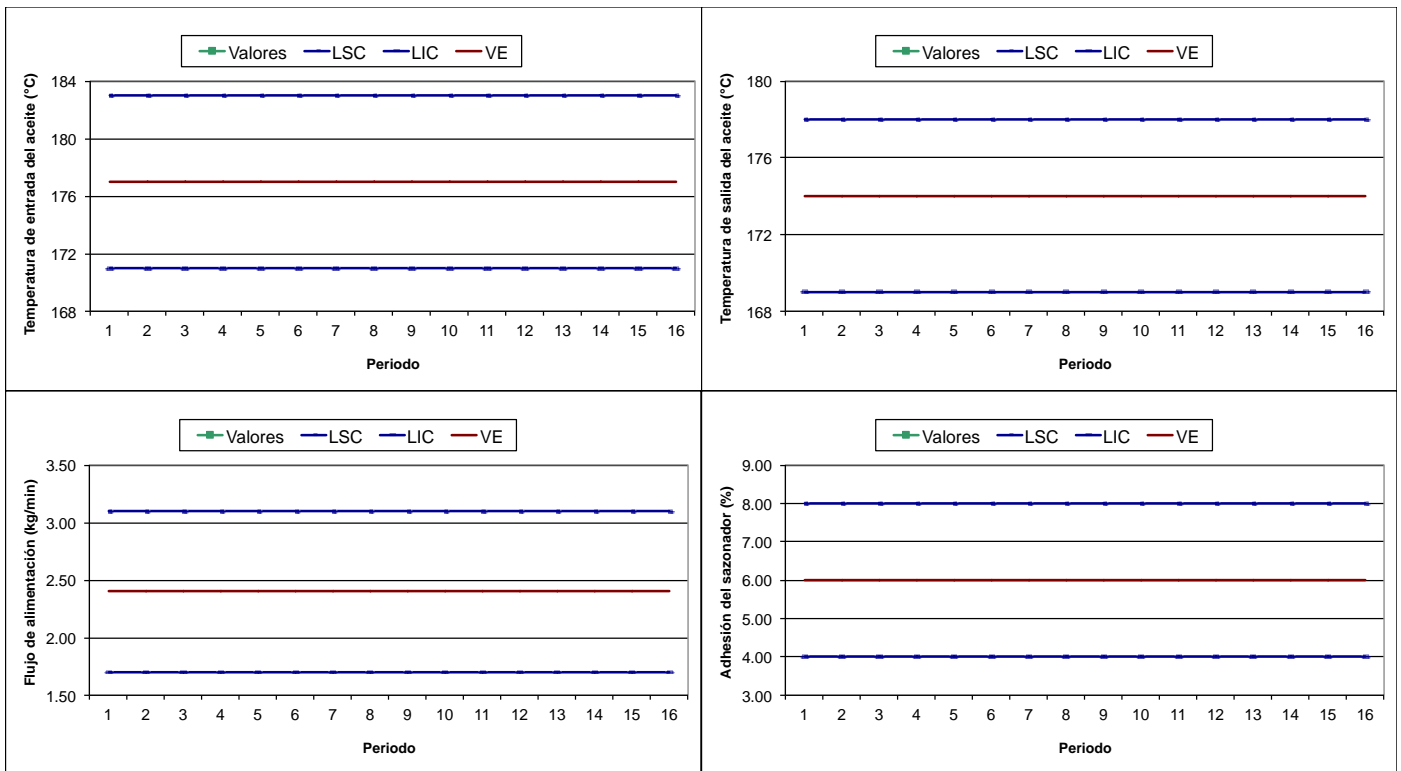 Valores LSC LIC VE
Temperatura de entrada del aceite (°C)
184
180
176
172
168
1 2 3 4 5 6 7 8 9 10 11 12 13 14 15 16
Periodo
Valores LSC LIC VE
Temperatura de salida del aceite (°C)
180
176
172
168
1 2 3 4 5 6 7 8 9 10 11 12 13 14 15 16
Periodo
Valores LSC LIC VE
Flujo de alimentación (kg/min)
3.50
3.00
2.50
2.00
1.50
1 2 3 4 5 6 7 8 9 10 11 12 13 14 15 16
Periodo
Valores LSC LIC VE
Adhesión del sazonador (%)
9.00
8.00
7.00
6.00
5.00
4.00
3.00
1 2 3 4 5 6 7 8 9 10 11 12 13 14 15 16
Periodo